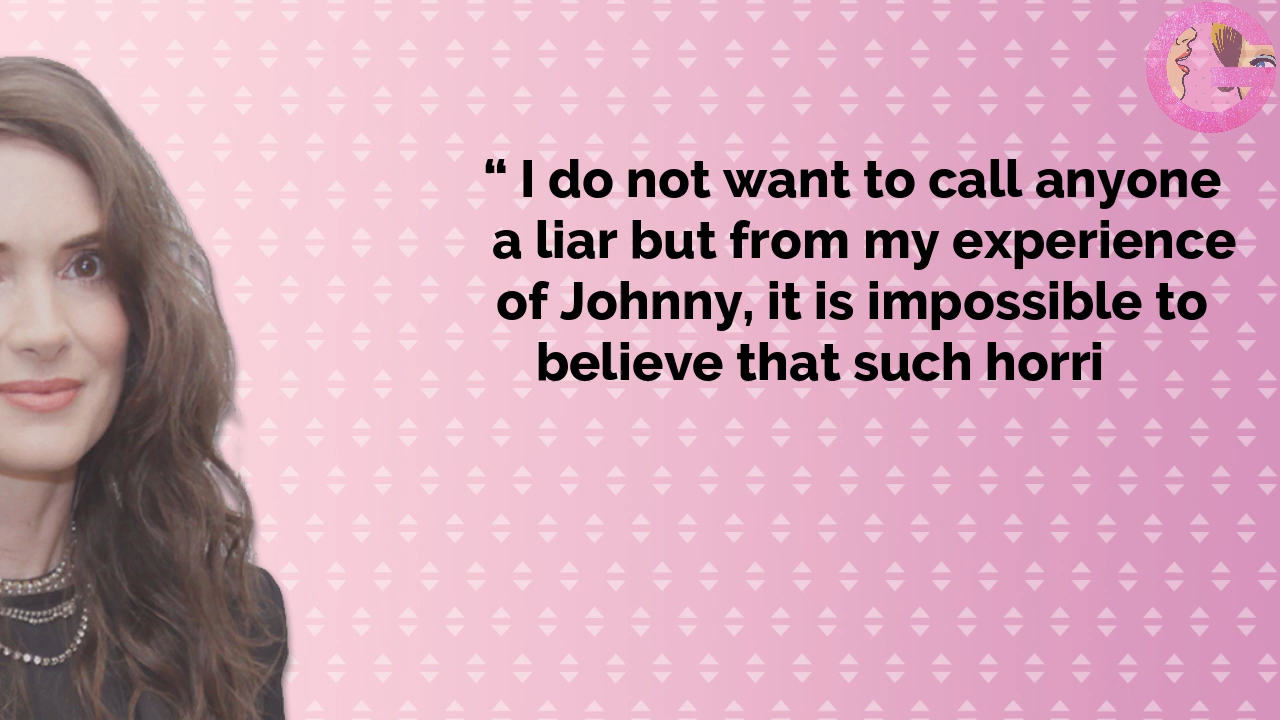 “ I do not want to call anyone
a liar but from my experience
of Johnny, it is impossible to
believe that such horri